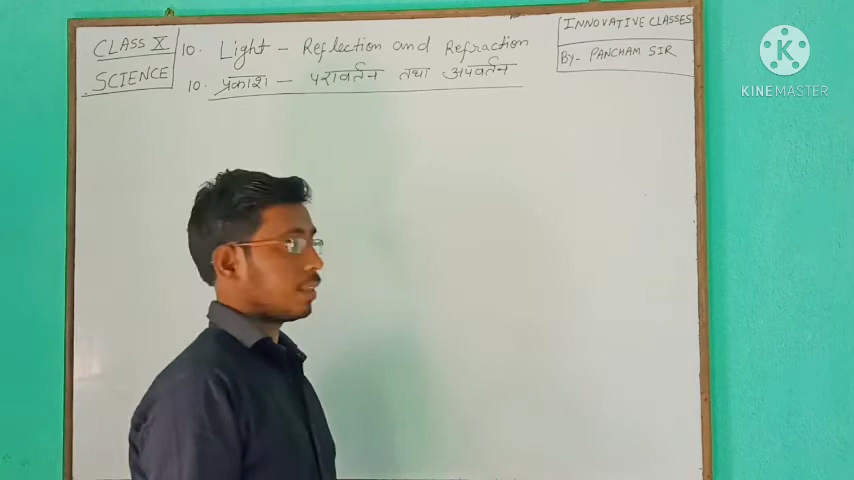 CLASS X
SCIENCE
10. Light - Reflection and Refraction
10. प्रकाश - परावर्तन तथा अपवर्तन
INNOVATIVE CLASSES
BY- PANCHAM SIR
K
KINEMASTER